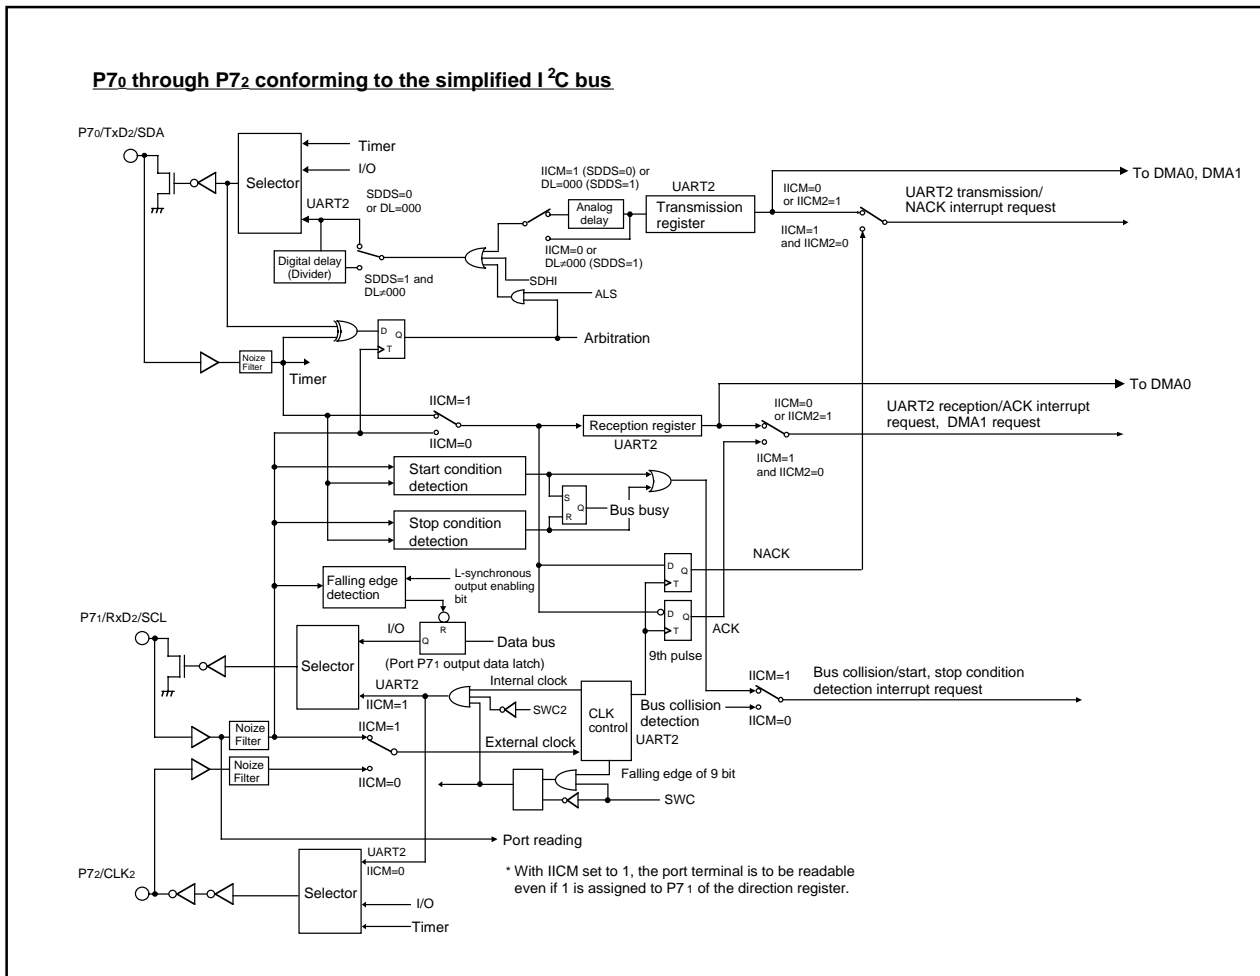 P70 through P72 conforming to the simplified I 2C bus
P70/TxD2/SDA
Selector
Timer
I/O
UART2
SDDS=0
or DL=000
Digital delay
(Divider)
SDDS=1 and
DL≠000
IICM=1 (SDDS=0) or
DL=000 (SDDS=1)
Analog
delay
IICM=0 or
DL≠000 (SDDS=1)
SDHI
ALS
UART2
Transmission
register
To DMA0, DMA1
IICM=0
or IICM2=1
IICM=1
and IICM2=0
UART2 transmission/
NACK interrupt request
D
Q
T
Arbitration
Noize
Filter
Timer
IICM=1
IICM=0
Reception register
UART2
To DMA0
IICM=0
or IICM2=1
IICM=1
and IICM2=0
UART2 reception/ACK interrupt
request, DMA1 request
Start condition
detection
Stop condition
detection
S
R
Q
Bus busy
NACK
D
Q
T
D
Q
T
ACK
9th pulse
Falling edge
detection
L-synchronous
output enabling
bit
P71/RxD2/SCL
Selector
I/O
R
Q
Data bus
(Port P71 output data latch)
UART2
IICM=1
Internal clock
SWC2
CLK
control
UART2
Bus collision
detection
IICM=1
IICM=0
Bus collision/start, stop condition
detection interrupt request
Noize
Filter
Noize
Filter
IICM=1
IICM=0
External clock
Falling edge of 9 bit
SWC
Port reading
P72/CLK2
Selector
UART2
IICM=0
I/O
Timer
* With IICM set to 1, the port terminal is to be readable
even if 1 is assigned to P71 of the direction register.